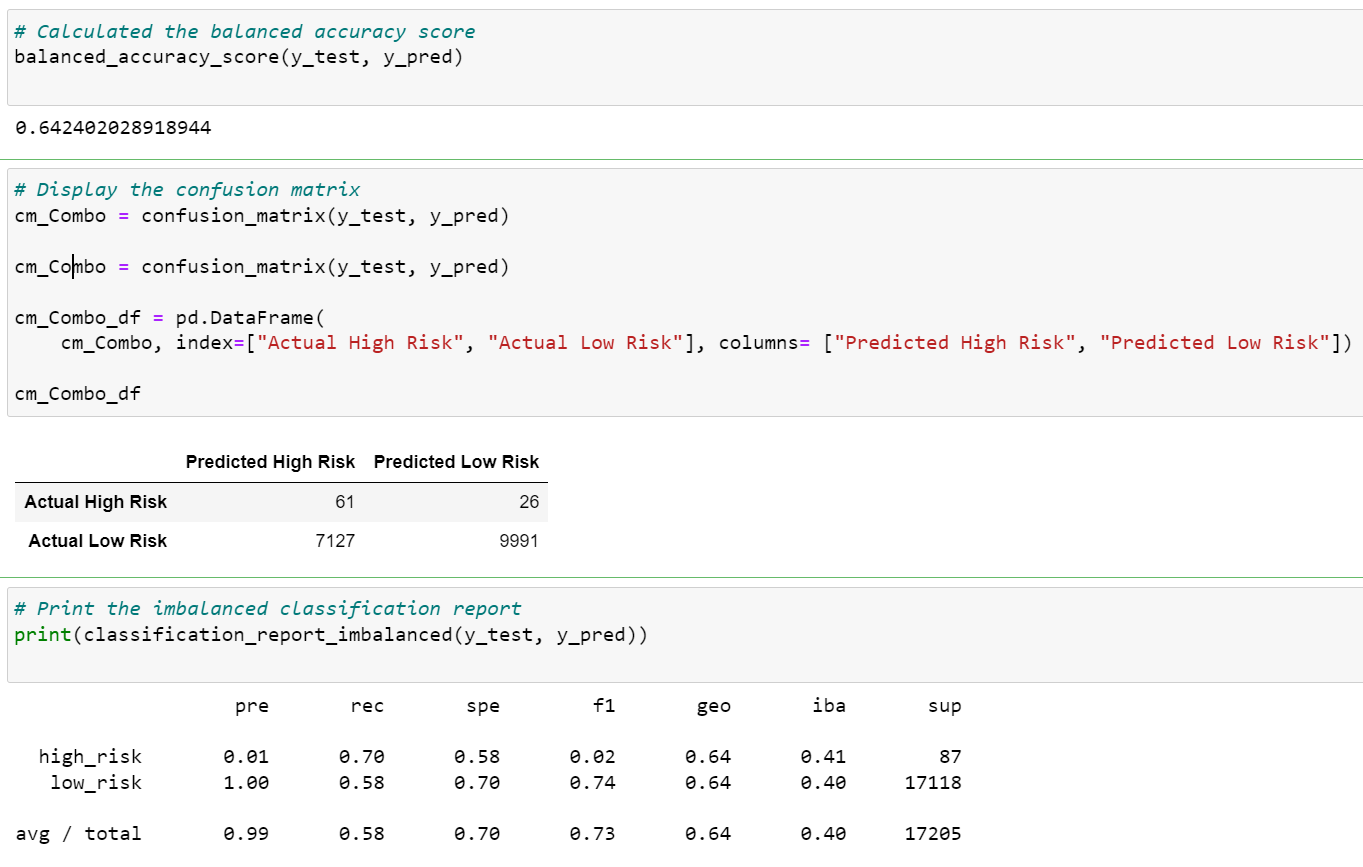 # Calculated the balanced accuracy score
balanced_accuracy_score(y_test, y_pred)
0.642402028918944
# Display the confusion matrix
cm_Combo = confusion_matrix(y_test, y_pred)
cm_Combo = confusion_matrix(y_test, y_pred)
cm_Combo_df = pd.DataFrame(
    cm_Combo, index=["Actual High Risk", "Actual Low Risk"], columns= ["Predicted High Risk", "Predicted Low Risk"])
cm_Combo_df
Predicted High Risk Predicted Low Risk
Actual High Risk 61 26
Actual Low Risk 7127 9991
# Print the imbalanced classification report
print(classification_report_imbalanced(y_test, y_pred))
pre rec spe f1 geo iba sup
high_risk 0.01 0.70 0.58 0.02 0.64 0.41 87
low_risk 1.00 0.58 0.70 0.74 0.64 0.40 17118
avg / total 0.99 0.58 0.70 0.73 0.64 0.40 17205